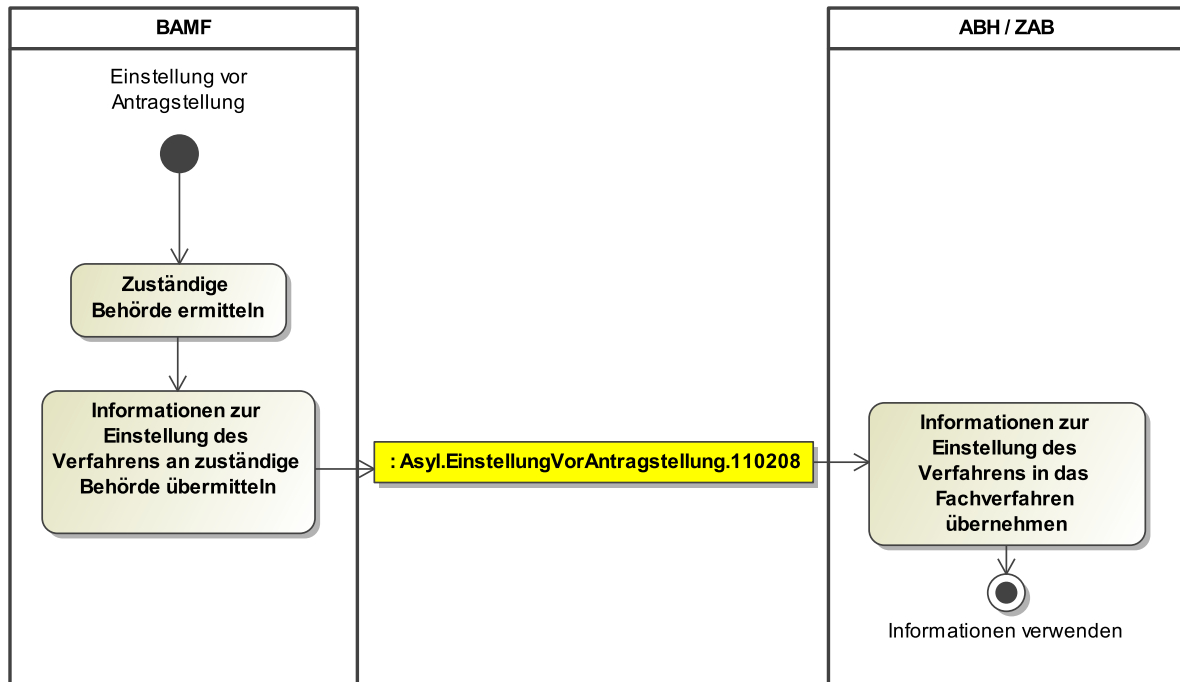 BAMF
ABH / ZAB
Einstellung vor
Antragstellung
Zuständige
Behörde ermitteln
Informationen zur
Einstellung des
Verfahrens an zuständige
Behörde übermitteln
: Asyl.EinstellungVorAntragstellung.110208
Informationen zur
Einstellung des
Verfahrens in das
Fachverfahren
übernehmen
Informationen verwenden